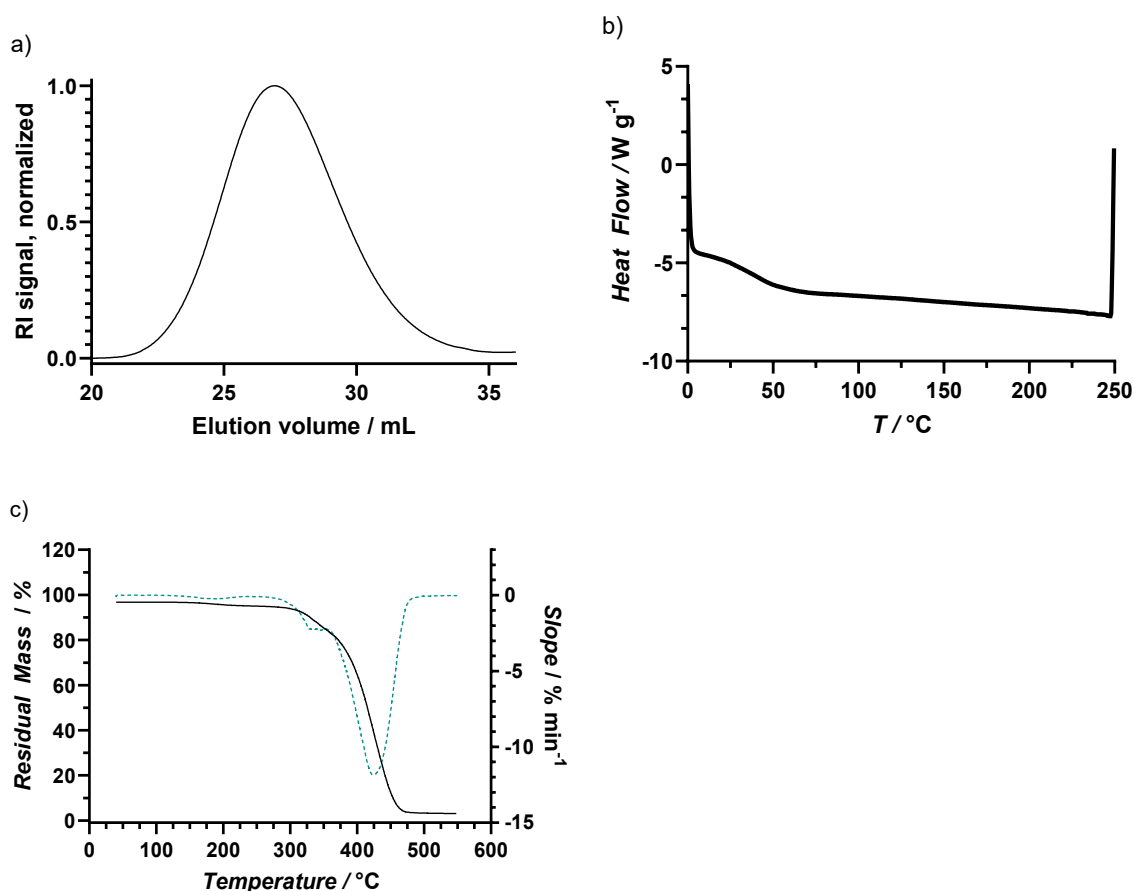 a)
1.0
0.5
0.0
20 25 30 35
RI signal, normalized
Elution volume / mL
b)
5
0
-5
-10
0 50 100 150 200 250
Heat Flow / W g-1
T / °C
c)
120
100
80
60
40
20
0
0 100 200 300 400 500 600
0
-5
-10
-15
Residual Mass / %
Slope / % min-1
Temperature / °C